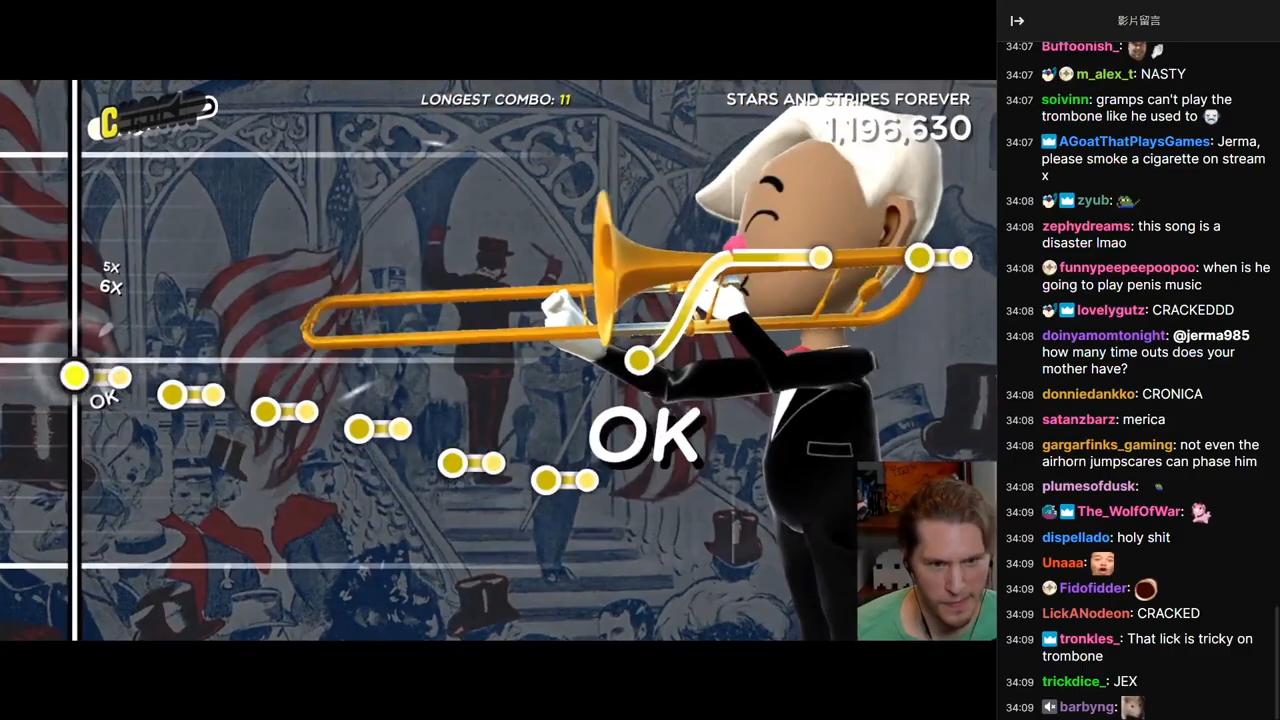 LONGEST COMBO: 11
STARS AND STRIPES FOREVER
1,196,630
C
5X
6X
OK
OK
影片留言
34:07 Buffoonish_:
34:07 m_alex_t: NASTY
34:07 soivinn: gramps can't play the
trombone like he used to
34:07 AGoatThatPlaysGames: Jerma,
please smoke a cigarette on stream
x
34:08 zyub:
34:08 zephydreams: this song is a
disaster lmao
34:08 funnypeepeepoopoo: when is he
going to play penis music
34:08 lovelygutz: CRACKEDDD
34:08 doinyamomtonight: @jerma985
how many time outs does your
mother have?
34:08 donniedankko: CRONICA
34:08 satanzbarz: merica
34:08 gargarfinks_gaming: not even the
airhorn jumpscares can phase him
34:08 plumesofdusk:
34:09 The_WolfOfWar:
34:09 dispellado: holy shit
34:09 Unaaa:
34:09 Fidofidder:
34:09 LickANodeon: CRACKED
34:09 tronkles_: That lick is tricky on
trombone
34:09 trickdice_: JEX
34:09 barbyng: